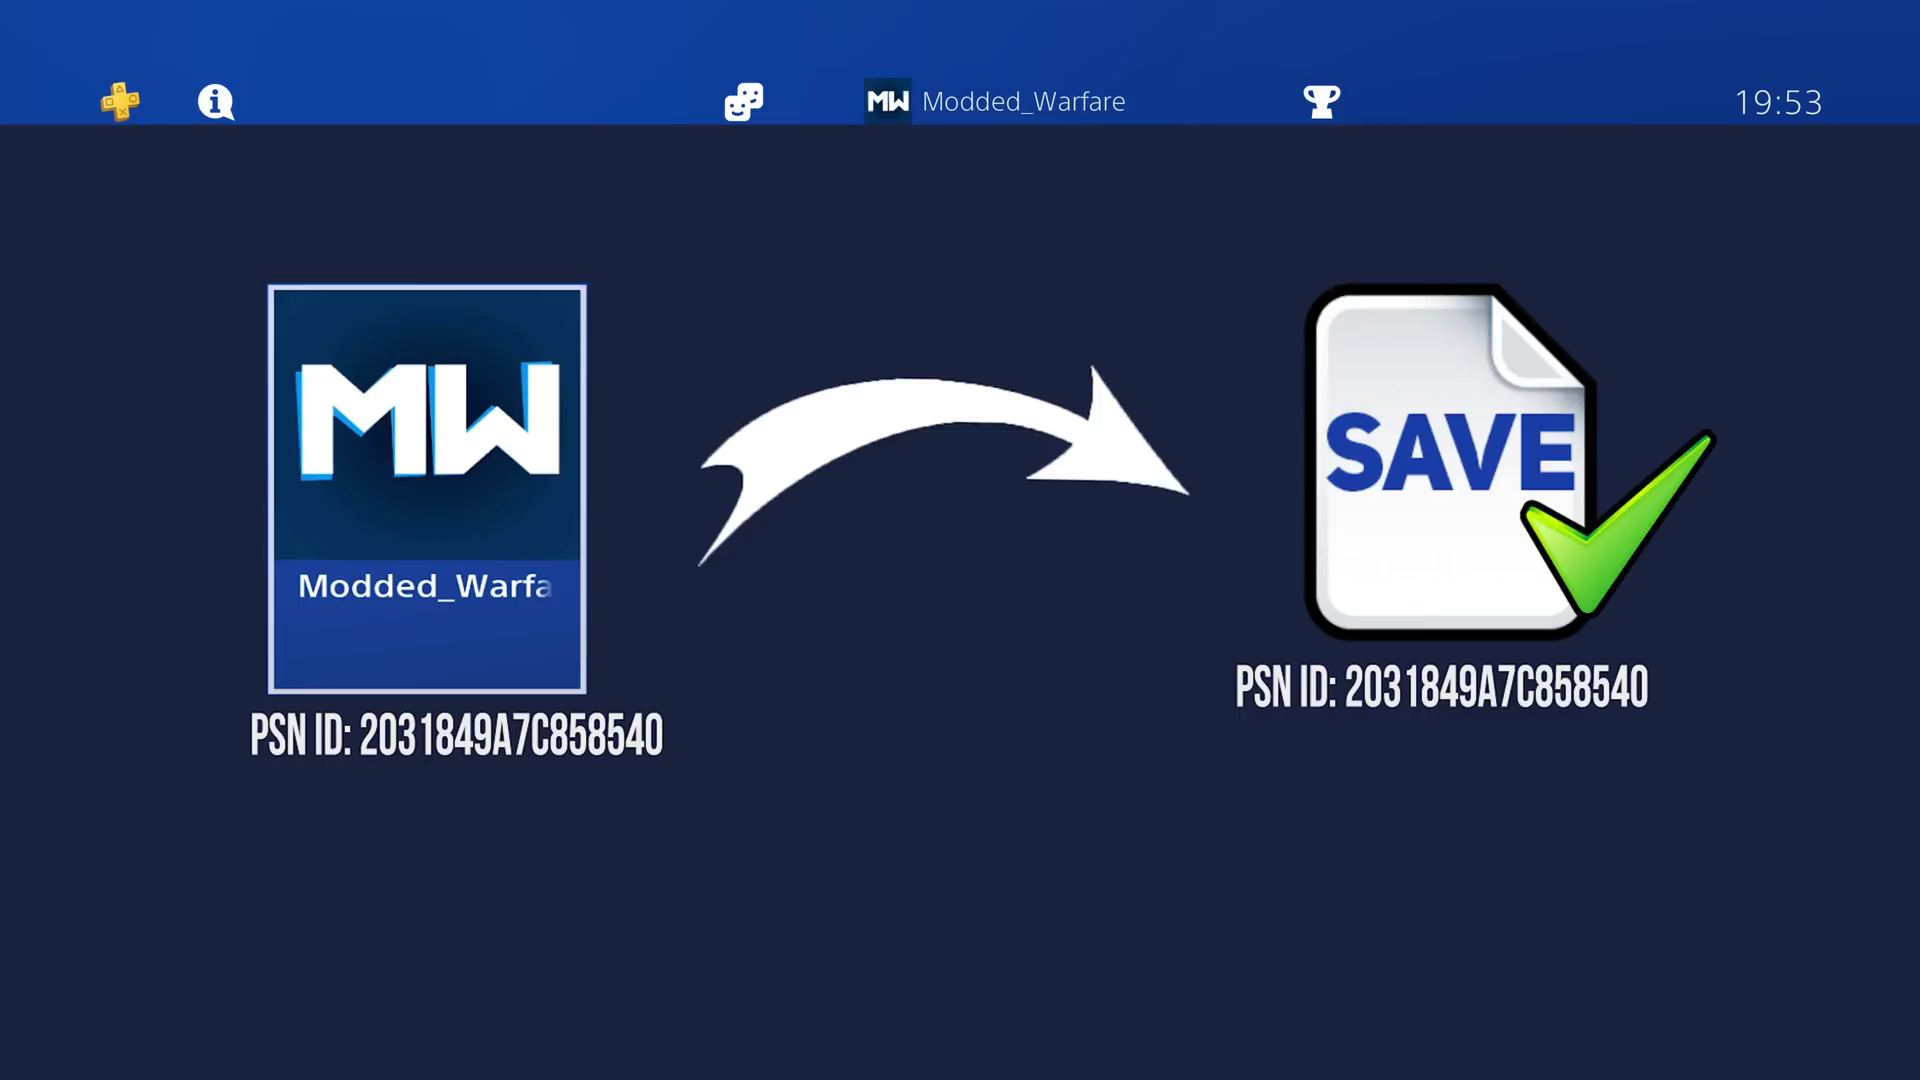 MW Modded_Warfare
19:53
MW
Modded_Warfa
PSN ID: 2031849A7C858540
SAVE
PSN ID: 2031849A7C858540